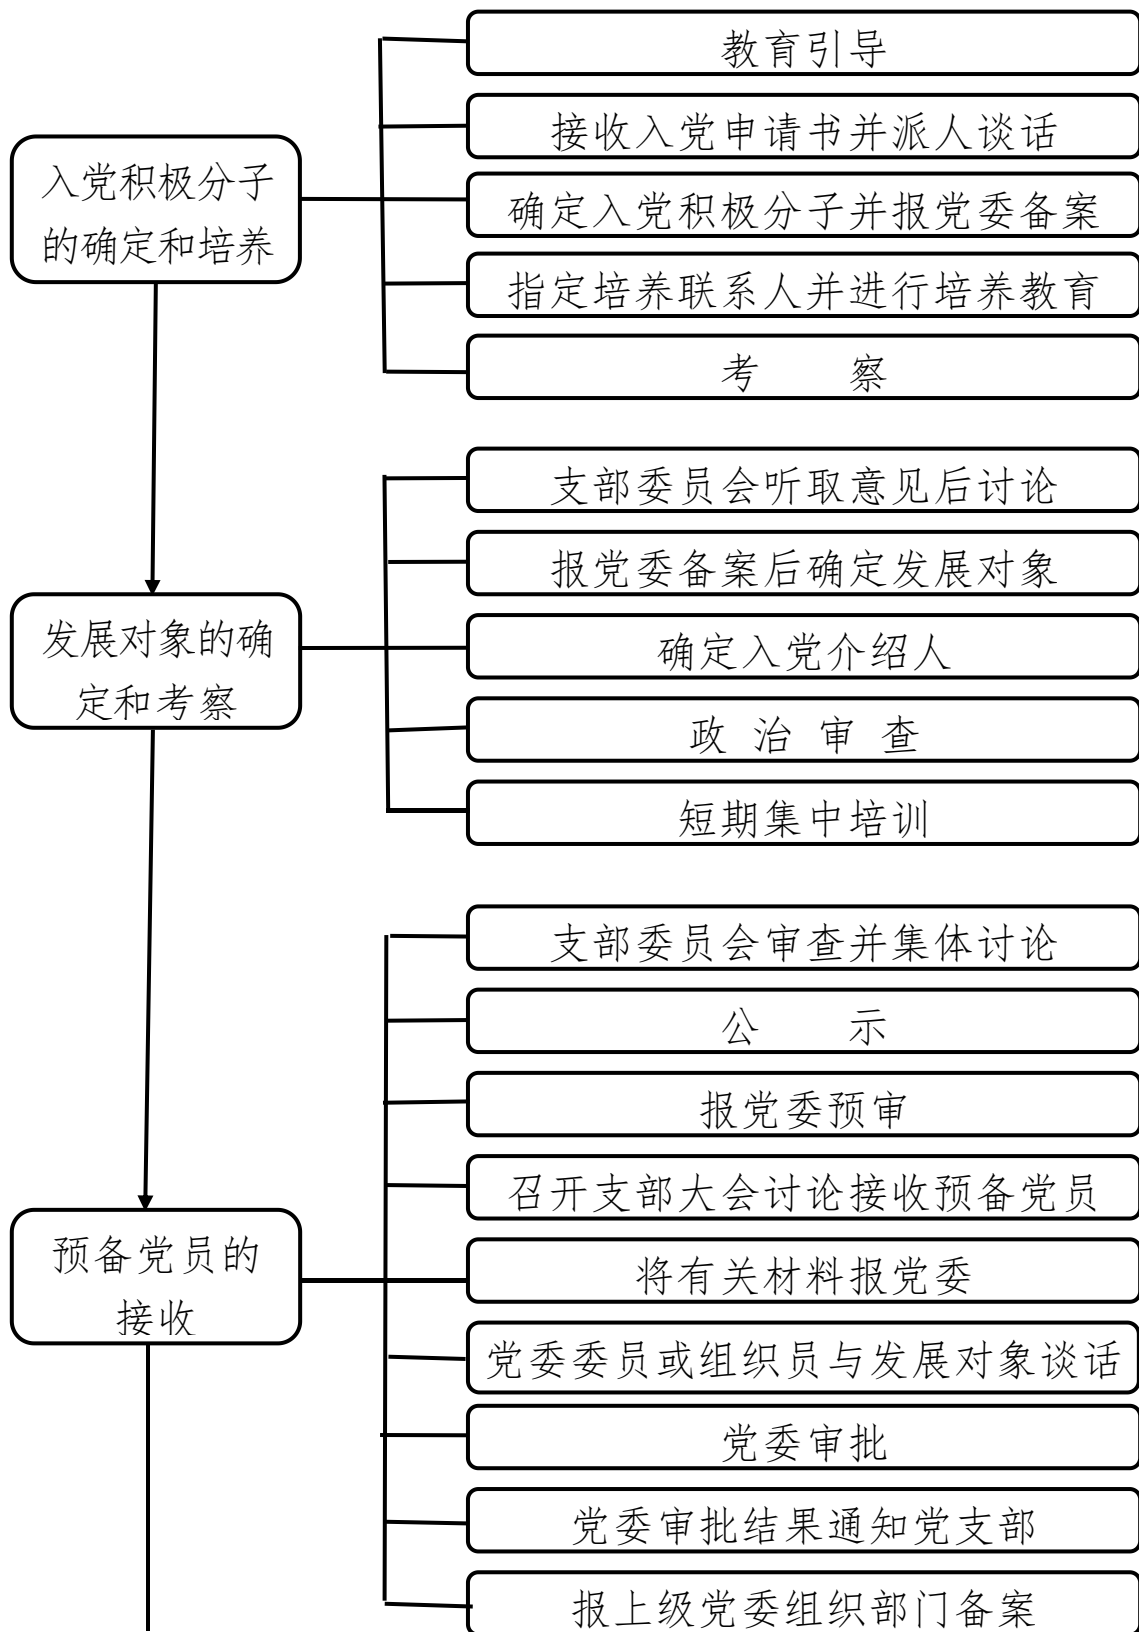 入党积极分子
的确定和培养
教育引导
接收入党申请书并派人谈话
确定入党积极分子并报党委备案
指定培养联系人并进行培养教育
考 察
发展对象的确
定和考察
支部委员会听取意见后讨论
报党委备案后确定发展对象
确定入党介绍人
政 治 审 查
短期集中培训
预备党员的
接收
支部委员会审查并集体讨论
公 示
报党委预审
召开支部大会讨论接收预备党员
将有关材料报党委
党委委员或组织员与发展对象谈话
党委审批
党委审批结果通知党支部
报上级党委组织部门备案